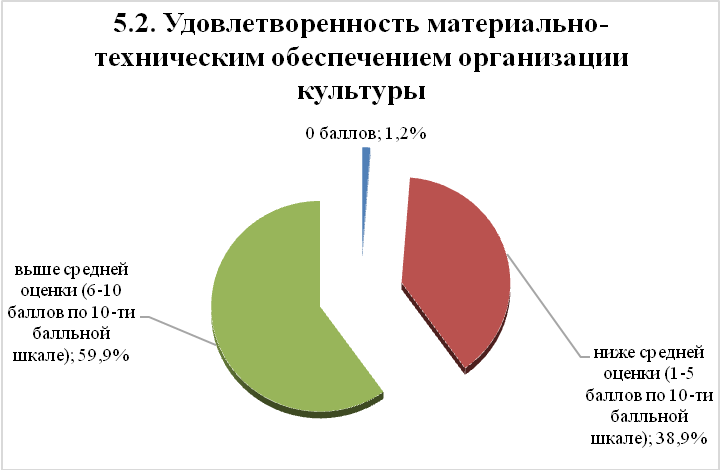 5.2. Удовлетворенность материально-
техническим обеспечением организации
культуры
0 баллов; 1,2%
выше средней
оценки (6-10
баллов по 10-ти
балльной
шкале); 59,9%
ниже средней
оценки (1-5
баллов по 10-ти
балльной
шкале); 38,9%